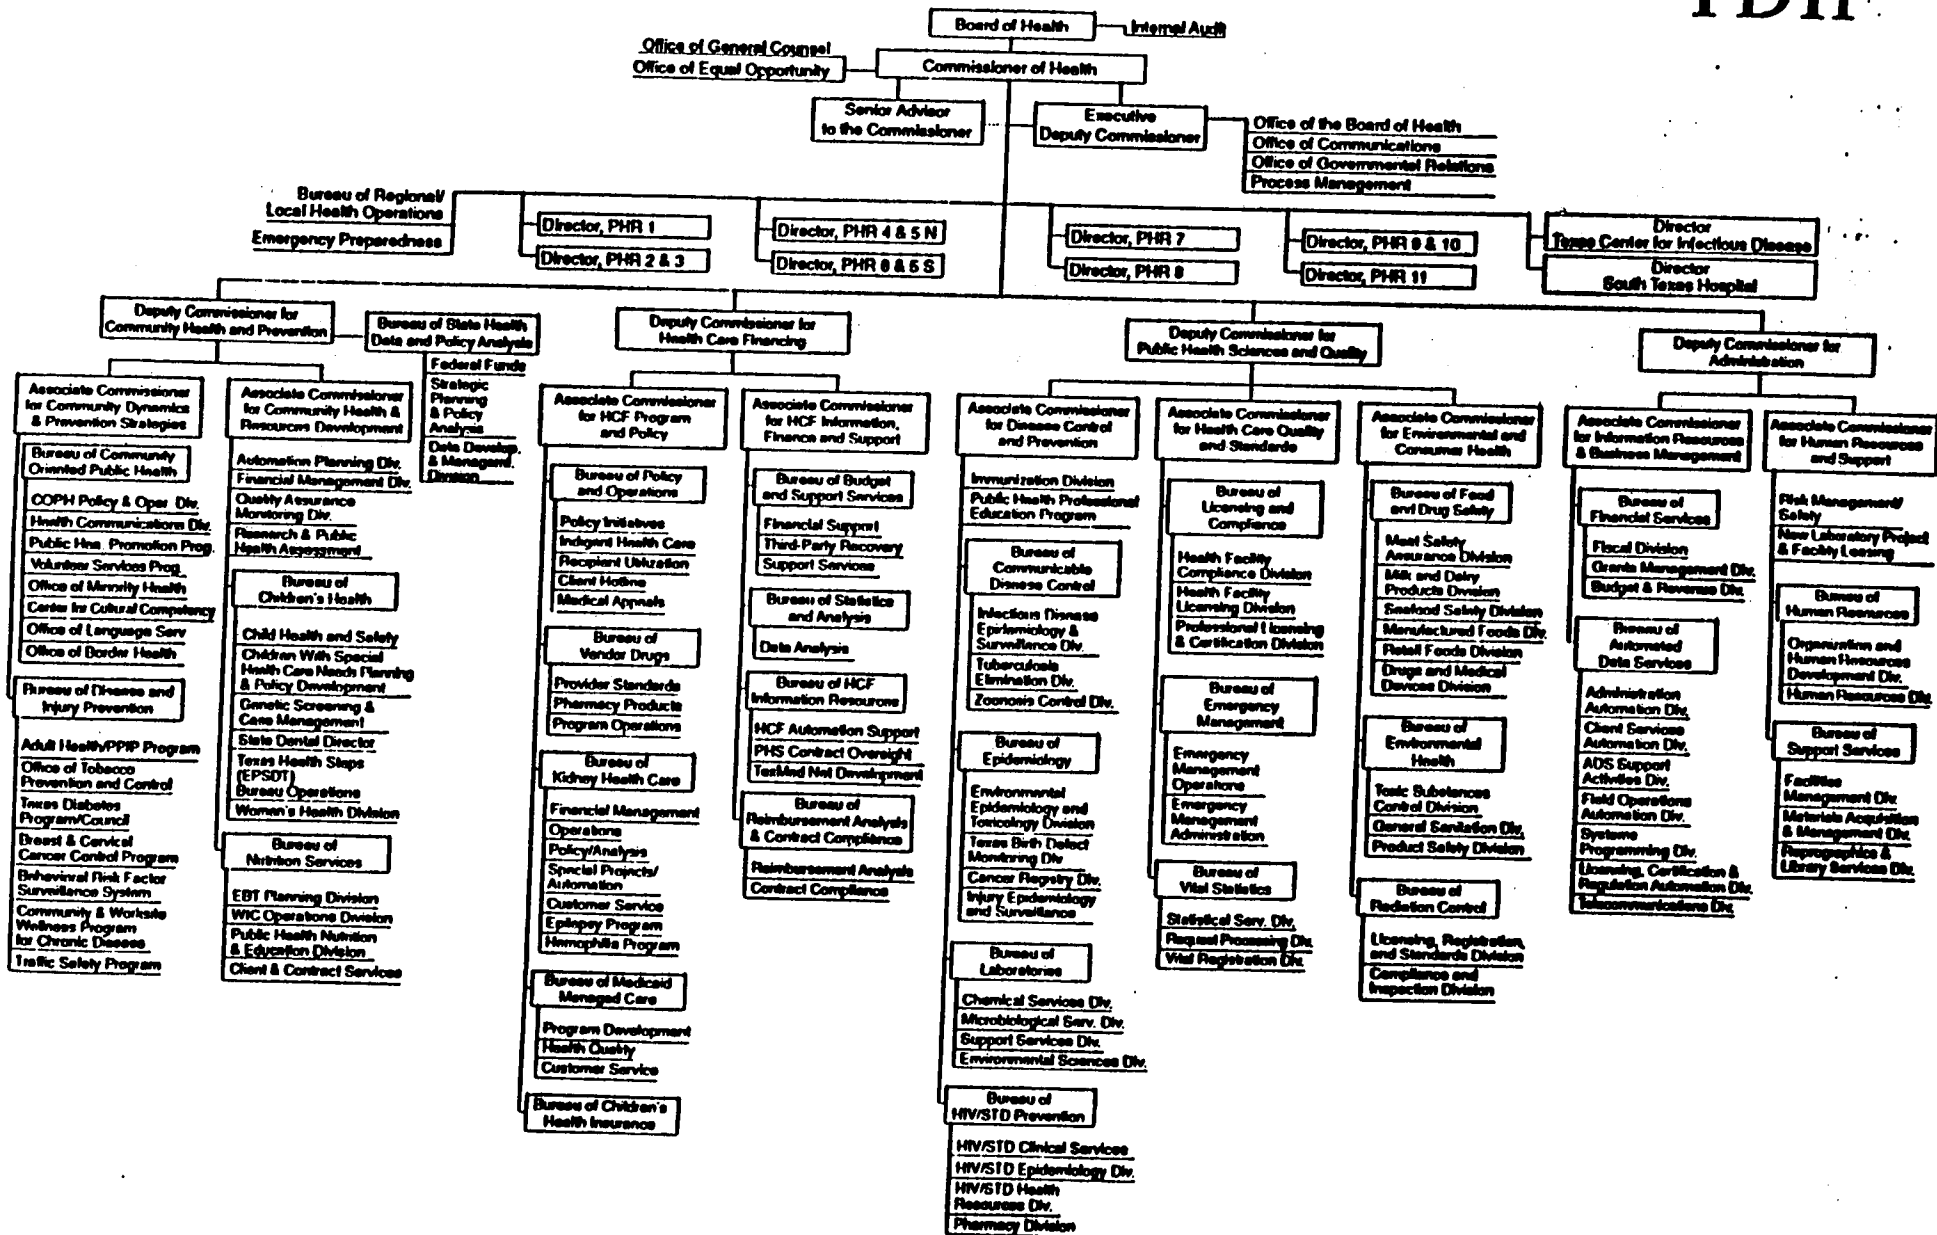 TDH
Board of Health
Internal Audit
Office of General Counsel
Office of Equal Opportunity
Commissioner of Health
Senior Advisor
to the Commissioner
Executive
Deputy Commissioner
Office of the Board of Health
Office of Communications
Office of Governmental Relations
Process Management
Bureau of Regional/
Local Health Operations
Emergency Preparedness
Director, PHR 1
Director, PHR 2 & 3
Director, PHR 4 & 5 N
Director, PHR 6 & 5 S
Director, PHR 7
Director, PHR 8
Director, PHR 9 & 10
Director, PHR 11
Director
Texas Center for Infectious Disease
Director
South Texas Hospital
Deputy Commissioner for
Community Health and Prevention
Bureau of State Health
Data and Policy Analysis
Federal Funds
Strategic
Planning
& Policy
Analysis
Data Develop.
& Managemt.
Division
Associate Commissioner
for Community Dynamics
& Prevention Strategies
Bureau of Community
Oriented Public Health
COPH Policy & Oper. Div.
Health Communications Div.
Public Hea. Promotion Prog.
Volunteer Services Prog.
Office of Minority Health
Center for Cultural Competency
Office of Language Serv
Office of Border Health
Bureau of Disease and
Injury Prevention
Adult Health/PPIP Program
Office of Tobacco
Prevention and Control
Texas Diabetes
Program/Council
Breast & Cervical
Cancer Control Program
Behavioral Risk Factor
Surveillance System
Community & Worksite
Wellness Program
for Chronic Disease
Traffic Safety Program
Associate Commissioner
for Community Health &
Resources Development
Automation Planning Div.
Financial Management Div.
Quality Assurance
Monitoring Div.
Research & Public
Health Assessment
Bureau of
Children's Health
Child Health and Safety
Children With Special
Health Care Needs Planning
& Policy Development
Genetic Screening &
Case Management
State Dental Director
Texas Health Steps
(EPSDT)
Bureau Operations
Women's Health Division
Bureau of
Nutrition Services
EBT Planning Division
WIC Operations Division
Public Health Nutrition
& Education Division
Client & Contract Services
Deputy Commissioner for
Health Care Financing
Associate Commissioner
for HCF Program
and Policy
Bureau of Policy
and Operations
Policy Initiatives
Indigent Health Care
Recipient Utilization
Client Hotline
Medical Appeals
Bureau of
Vendor Drugs
Provider Standards
Pharmacy Products
Program Operations
Bureau of
Kidney Health Care
Financial Management
Operations
Policy/Analysis
Special Projects/
Automation
Customer Service
Epilepsy Program
Hemophilia Program
Bureau of Medicaid
Managed Care
Program Development
Health Quality
Customer Service
Bureau of Children's
Health Insurance
Associate Commissioner
for HCF Information,
Finance and Support
Bureau of Budget
and Support Services
Financial Support
Third-Party Recovery
Support Services
Bureau of Statistics
and Analysis
Data Analysis
Bureau of HCF
Information Resources
HCF Automation Support
PHS Contract Oversight
TexMed Net Development
Bureau of
Reimbursement Analysis
& Contract Compliance
Reimbursement Analysis
Contract Compliance
Deputy Commissioner for
Public Health Sciences and Quality
Associate Commissioner
for Disease Control
and Prevention
Immunization Division
Public Health Professional
Education Program
Bureau of
Communicable
Disease Control
Infectious Disease
Epidemiology &
Surveillance Div.
Tuberculosis
Elimination Div.
Zoonosis Control Div.
Bureau of
Epidemiology
Environmental
Epidemiology and
Toxicology Division
Texas Birth Defect
Monitoring Div.
Cancer Registry Div.
Injury Epidemiology
and Surveillance
Bureau of
Laboratories
Chemical Services Div.
Microbiological Serv. Div.
Support Services Div.
Environmental Sciences Div.
Bureau of
HIV/STD Prevention
HIV/STD Clinical Services
HIV/STD Epidemiology Div.
HIV/STD Health
Resources Div.
Pharmacy Division
Associate Commissioner
for Health Care Quality
and Standards
Bureau of
Licensing and
Compliance
Health Facility
Compliance Division
Health Facility
Licensing Division
Professional Licensing
& Certification Division
Bureau of
Emergency
Management
Emergency
Management
Operations
Emergency
Management
Administration
Bureau of
Vital Statistics
Statistical Serv. Div.
Request Processing Div.
Vital Registration Div.
Associate Commissioner
for Environmental and
Consumer Health
Bureau of Food
and Drug Safety
Meat Safety
Assurance Division
Milk and Dairy
Products Division
Seafood Safety Division
Manufactured Foods Div.
Retail Foods Division
Drugs and Medical
Devices Division
Bureau of
Environmental
Health
Toxic Substances
Control Division
General Sanitation Div.
Product Safety Division
Bureau of
Radiation Control
Licensing, Registration,
and Standards Division
Compliance and
Inspection Division
Deputy Commissioner for
Administration
Associate Commissioner
for Information Resources
& Business Management
Bureau of
Financial Services
Fiscal Division
Grants Management Div.
Budget & Revenue Div.
Bureau of
Automated
Data Services
Administration
Automation Div.
Client Services
Automation Div.
ADS Support
Activities Div.
Field Operations
Automation Div.
Systems
Programming Div.
Licensing, Certification &
Regulation Automation Div.
Telecommunications Div.
Associate Commissioner
for Human Resources
and Support
Risk Management/
Safety
New Laboratory Project
& Facility Leasing
Bureau of
Human Resources
Organization and
Human Resources
Development Div.
Human Resources Div.
Bureau of
Support Services
Facilities
Management Div.
Materials Acquisition
& Management Div.
Reprographics &
Library Services Div.